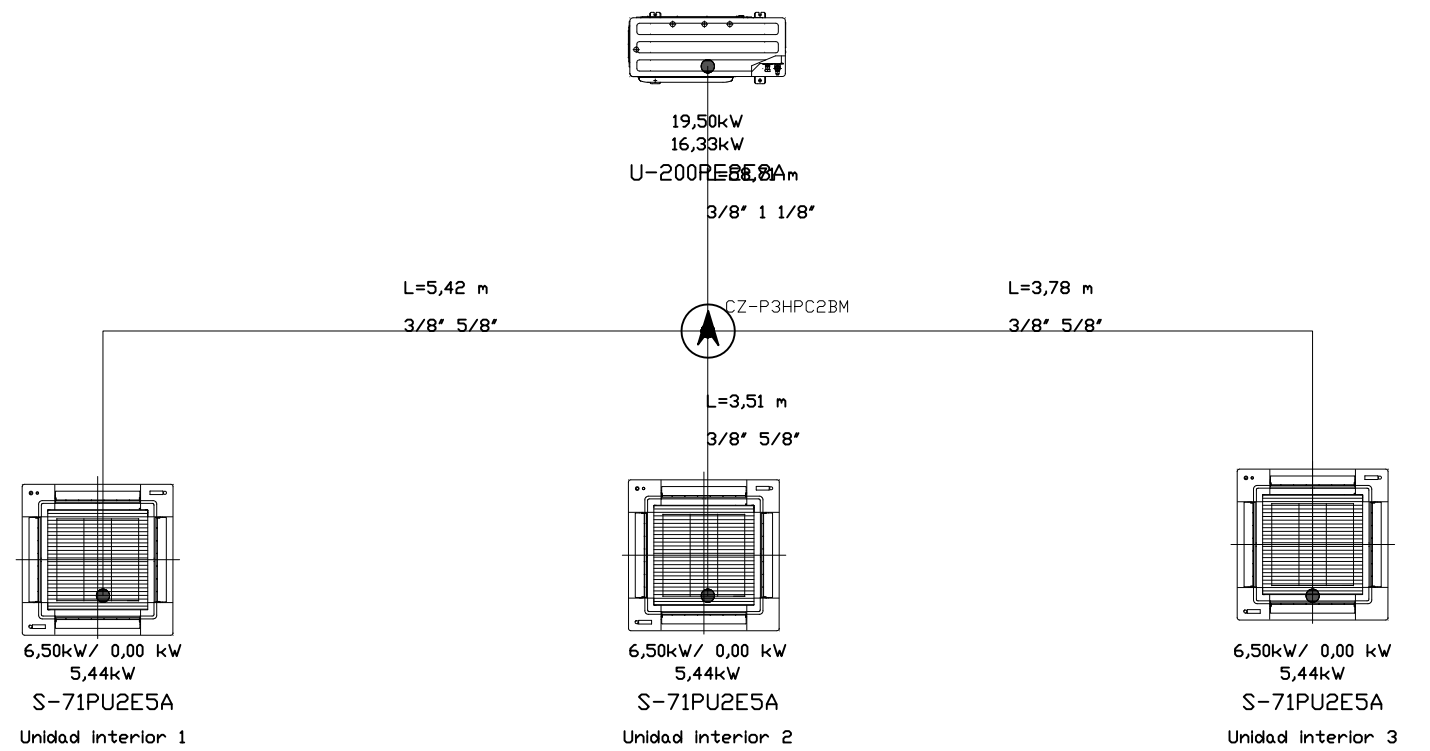 19,50kW
16,33kW
U-200PE2E8A
3/8" 1 1/8"
L=5,42 m
3/8" 5/8"
CZ-P3HPC2BM
L=3,78 m
3/8" 5/8"
L=3,51 m
3/8" 5/8"
6,50kW/ 0,00 kW
5,44kW
S-71PU2E5A
Unidad interior 1
6,50kW/ 0,00 kW
5,44kW
S-71PU2E5A
Unidad interior 2
6,50kW/ 0,00 kW
5,44kW
S-71PU2E5A
Unidad interior 3